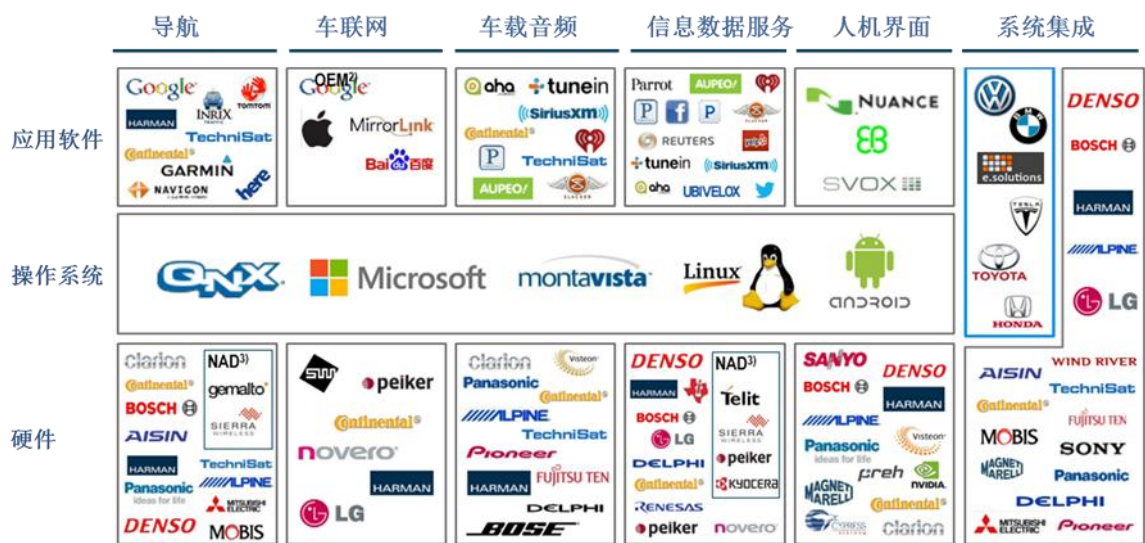 导航 车联网 车载音频 信息数据服务 人机界面 系统集成
应用软件
Google
HARMAN
INRIX
TOMTOM
TechniSat
Continental
GARMIN
NAVIGON
here
OEM2)
Google
MirrorLink
Bai百度
aha
tunein
SiriusXM
Continental
P
TechniSat
AUPEO!
SLACKER
Parrot
AUPEO!
P
f
P
SLACKER
REUTERS
yelp
tunein
SiriusXM
aha
UBIVELOX
NUANCE
EB
SVOX
BMW
e.solutions
TESLA
TOYOTA
HONDA
DENSO
BOSCH
HARMAN
ALPINE
LG
操作系统
QNX
Microsoft
montavista
Linux
ANDROID
硬件
clarion
NAD3)
Continental
gemalto
BOSCH
SIERRA
WIRELESS
AISIN
HARMAN
TechniSat
Panasonic
ideas for life
ALPINE
MITSUBISHI
ELECTRIC
DENSO
MOBIS
SW
peiker
Continental
novero
HARMAN
LG
clarion
Visteon
Panasonic
Continental
ALPINE
TechniSat
Pioneer
HARMAN
FUJITSU TEN
DELPHI
BOSE
DENSO
NAD3)
HARMAN
Telit
BOSCH
SIERRA
WIRELESS
LG
DELPHI
peiker
Continental
KYOCERA
RENESAS
peiker
novero
SANYO
DENSO
BOSCH
HARMAN
ALPINE
Visteon
Panasonic
ideas for life
preh
NVIDIA
MAGNETI
MARELLI
Continental
CYPRESS
clarion
AISIN
WIND RIVER
TechniSat
Continental
FUJITSU TEN
MOBIS
SONY
MAGNETI
MARELLI
Panasonic
DELPHI
MITSUBISHI
ELECTRIC
Pioneer